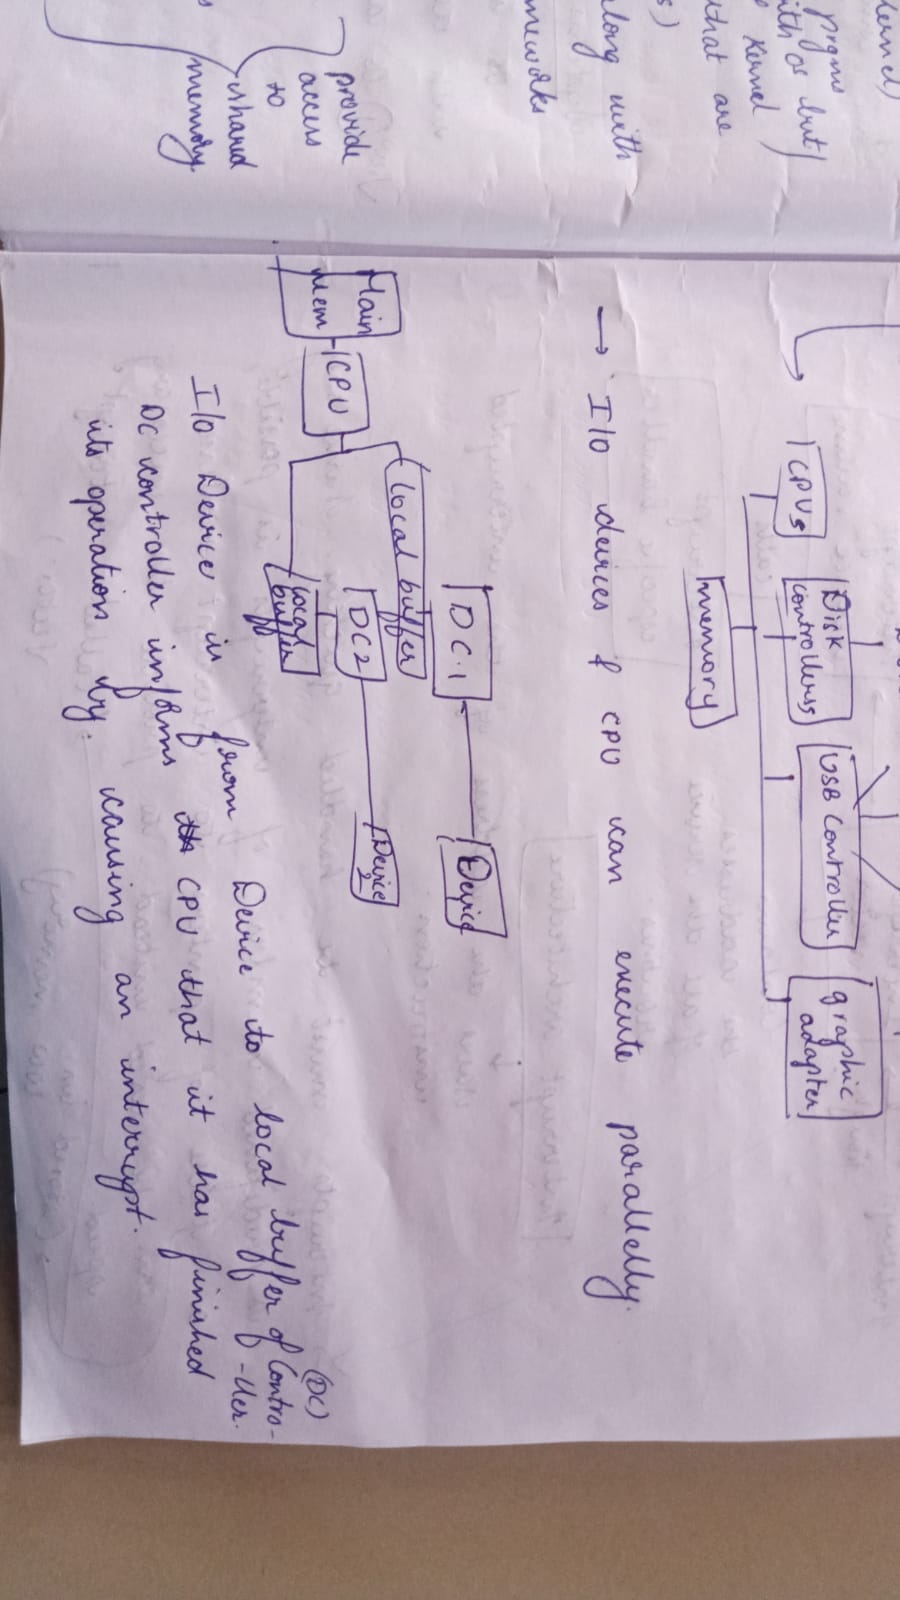 Kernel)
prgms
with OS but
Kernel
that are
s)
along with
meworks
provide
access
to
shared
memory.
CPUs
Disk
controllerss
USB Controller
graphic
adapter
memory
→ I/O devices & CPU can execute parallelly.
DC.1
Device
local buffer
Main
Mem
CPU
DC2
Device
2
local
buffer
(DC)
I/O Device is from Device to local buffer of Contro-
-ller.
DC controller informs CPU that it has finished
its operation by. causing an interrupt.